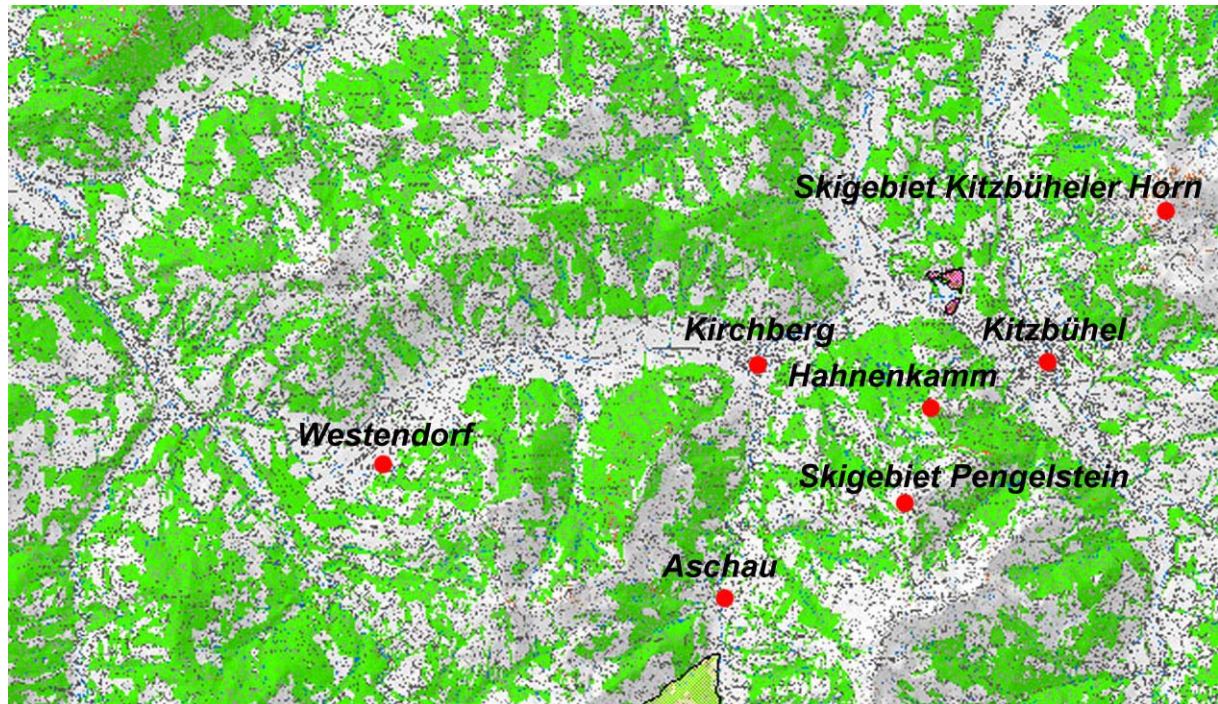 Skigebiet Kitzbüheler Horn
Kirchberg
Kitzbühel
Hahnenkamm
Westendorf
Skigebiet Pengelstein
Aschau